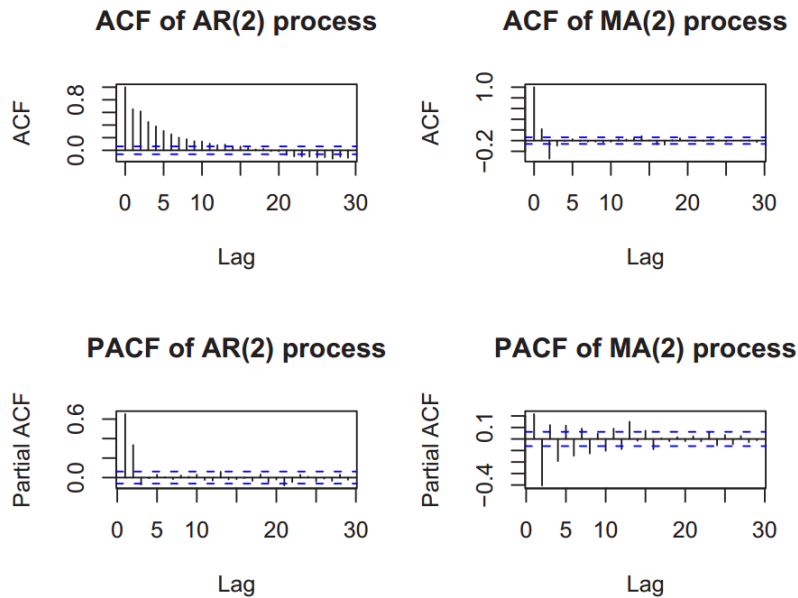 ACF of AR(2) process
ACF
0.0 0.8
0 10 20 30
Lag
ACF of MA(2) process
ACF
-0.2 1.0
0 5 10 20 30
Lag
PACF of AR(2) process
Partial ACF
0.0 0.6
0 5 10 20 30
Lag
PACF of MA(2) process
Partial ACF
-0.4 0.1
0 5 10 20 30
Lag